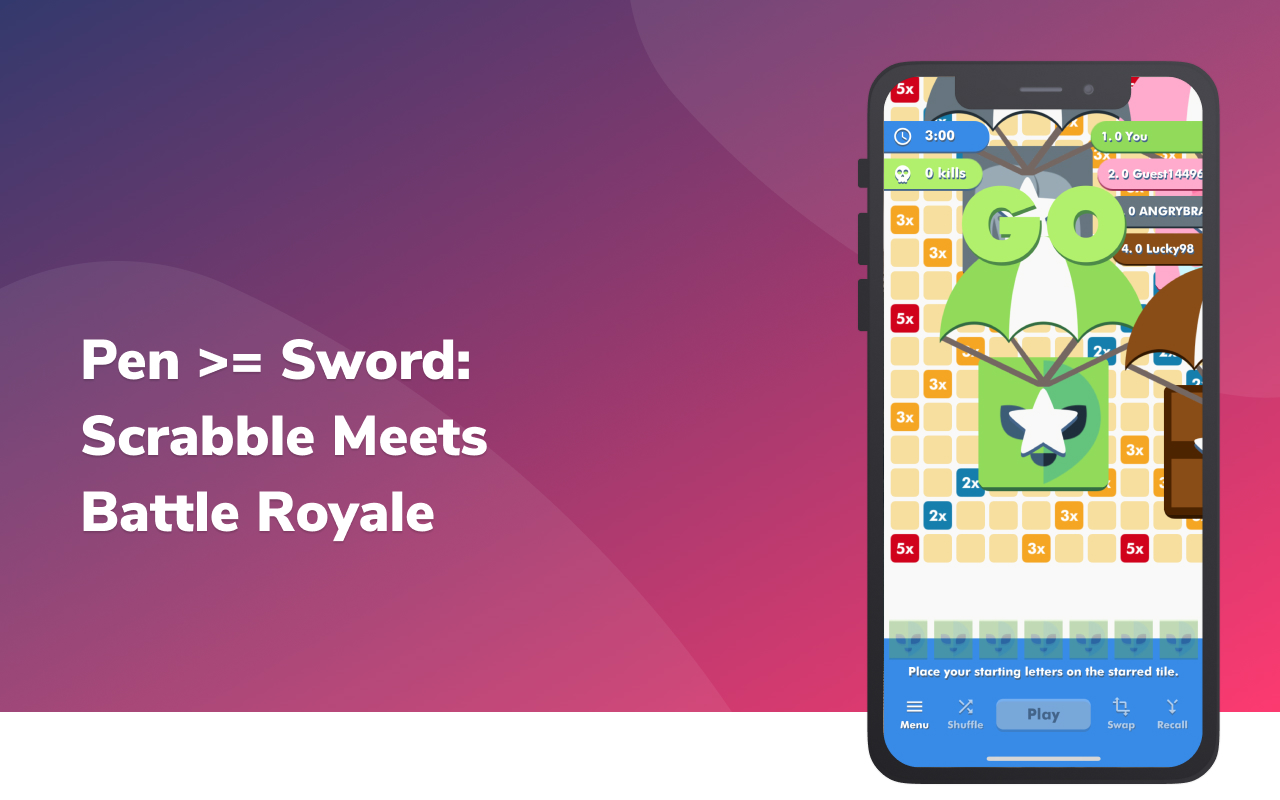 Pen >= Sword:
Scrabble Meets
Battle Royale
5x
3:00
1. 0 You
3x
0 kills
2. 0 Guest14496
0 ANGRYBRA
3x
4. 0 Lucky98
3x
5x
2x
3x
3x
3x
2x
2x
3x
5x
3x
5x
GO
Place your starting letters on the starred tile.
Menu
Shuffle
Play
Swap
Recall